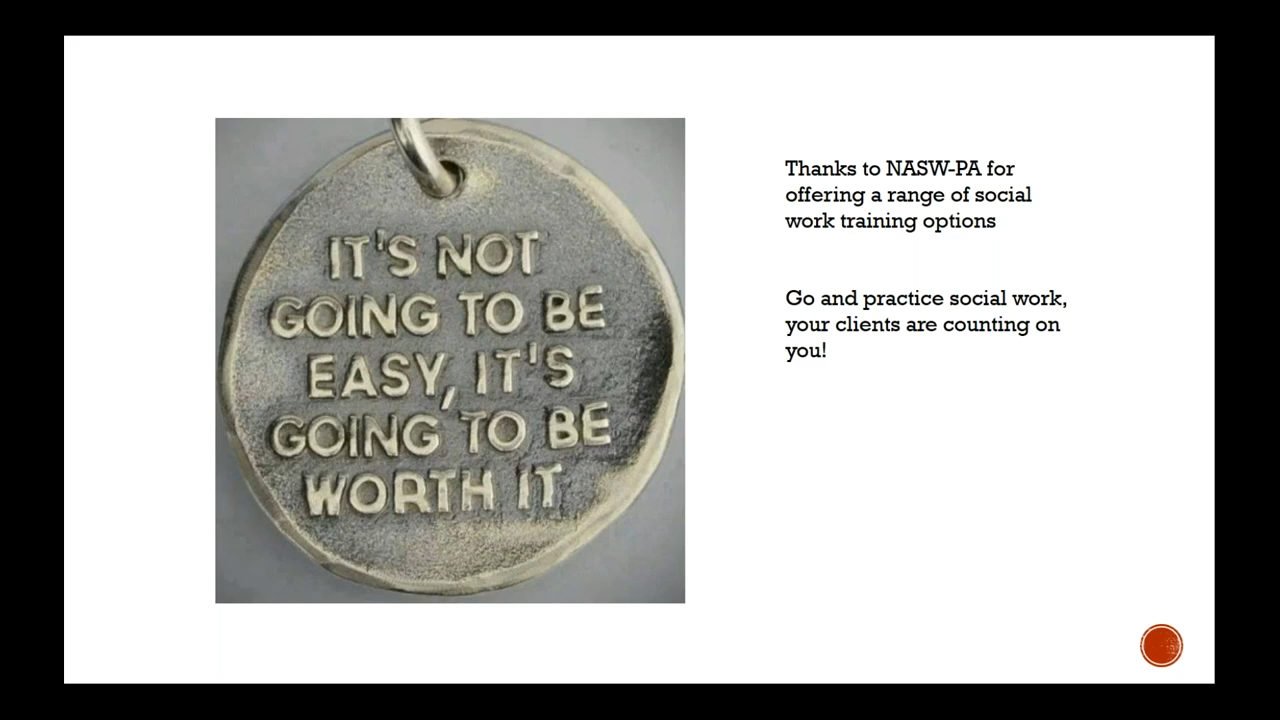 IT'S NOT
GOING TO BE
EASY, IT'S
GOING TO BE
WORTH IT
Thanks to NASW-PA for
offering a range of social
work training options
Go and practice social work,
your clients are counting on
you!